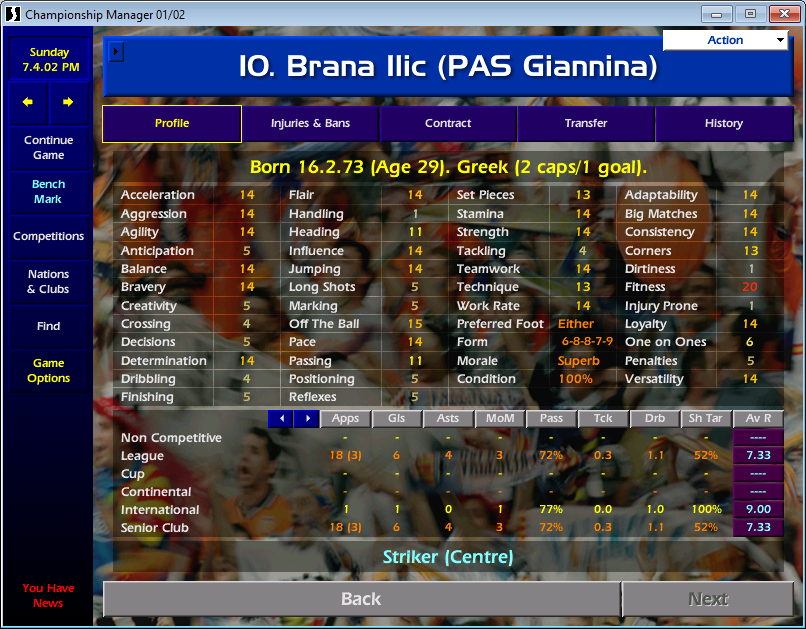 Championship Manager 01/02
Action
Sunday
7.4.02 PM
10. Brana Ilic (PAS Giannina)
Profile Injuries & Bans Contract Transfer History
Continue
Game
Bench
Mark
Competitions
Nations
& Clubs
Find
Game
Options
You Have
News
Born 16.2.73 (Age 29). Greek (2 caps/1 goal).
Acceleration 14 Flair 14 Set Pieces 13 Adaptability 14
Aggression 14 Handling 1 Stamina 14 Big Matches 14
Agility 14 Heading 11 Strength 14 Consistency 14
Anticipation 5 Influence 14 Tackling 4 Corners 13
Balance 14 Jumping 14 Teamwork 14 Dirtiness 1
Bravery 14 Long Shots 5 Technique 13 Fitness 20
Creativity 5 Marking 5 Work Rate 14 Injury Prone 1
Crossing 4 Off The Ball 15 Preferred Foot Either Loyalty 14
Decisions 5 Pace 14 Form 6-8-8-7-9 One on Ones 6
Determination 14 Passing 11 Morale Superb Penalties 5
Dribbling 4 Positioning 5 Condition 100% Versatility 14
Finishing 5 Reflexes 5
Apps Gls Asts MoM Pass Tck Drb Sh Tar Av R
Non Competitive - - - - - - - - ----
League 18 (3) 6 4 3 72% 0.3 1.1 52% 7.33
Cup - - - - - - - - ----
Continental - - - - - - - - ----
International 1 1 0 1 77% 0.0 1.0 100% 9.00
Senior Club 18 (3) 6 4 3 72% 0.3 1.1 52% 7.33
Striker (Centre)
Back Next